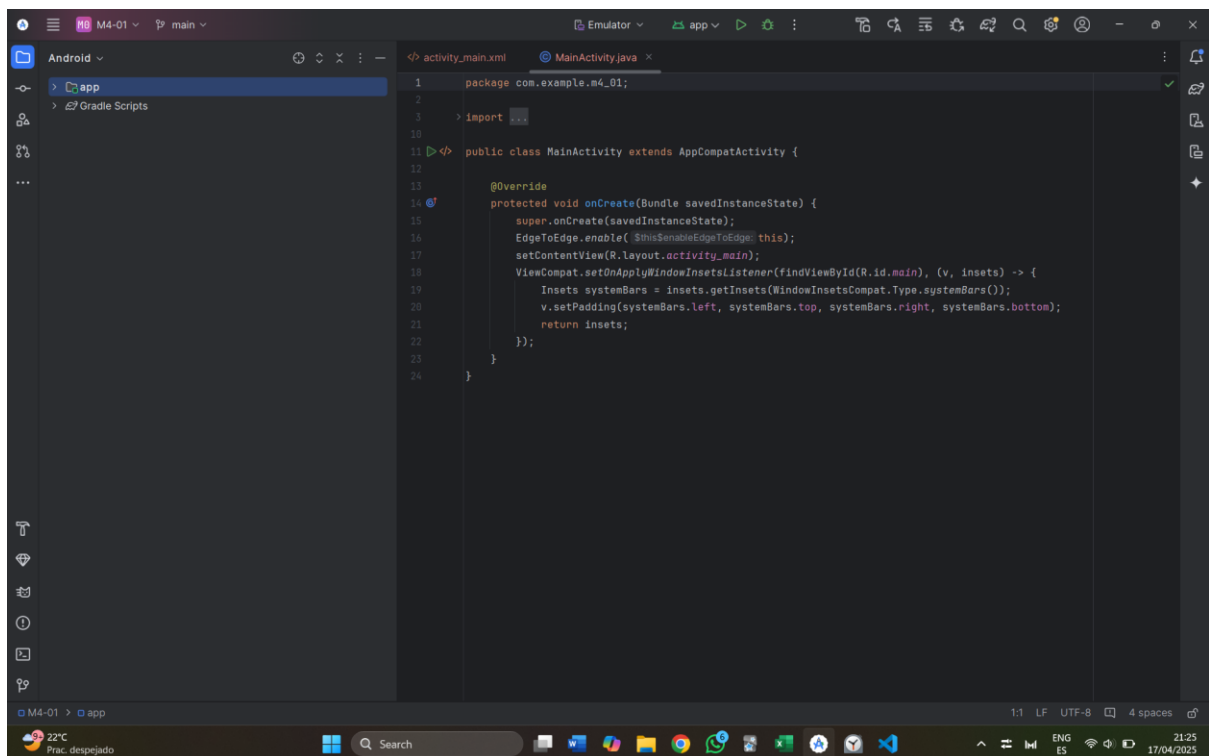 M0 M4-01 main Emulator app
Android
activity_main.xml MainActivity.java
app
Gradle Scripts
1 package com.example.m4_01;
2
3 import ...
10
11 public class MainActivity extends AppCompatActivity {
12
13 @Override
14 protected void onCreate(Bundle savedInstanceState) {
15 super.onCreate(savedInstanceState);
16 EdgeToEdge.enable( $this$enableEdgeToEdge: this);
17 setContentView(R.layout.activity_main);
18 ViewCompat.setOnApplyWindowInsetsListener(findViewById(R.id.main), (v, insets) -> {
19 Insets systemBars = insets.getInsets(WindowInsetsCompat.Type.systemBars());
20 v.setPadding(systemBars.left, systemBars.top, systemBars.right, systemBars.bottom);
21 return insets;
22 });
23 }
24 }
M4-01 > app 1:1 LF UTF-8 4 spaces
9+ 22°C
Prac. despejado
Search
ENG
ES
21:25
17/04/2025